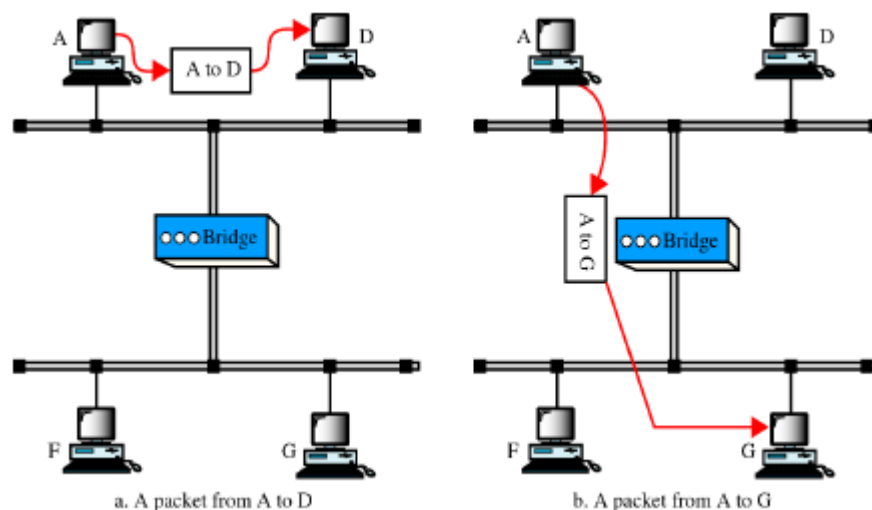 A
A to D
D
Bridge
F
G
a. A packet from A to D
A
D
A to G
Bridge
F
G
b. A packet from A to G